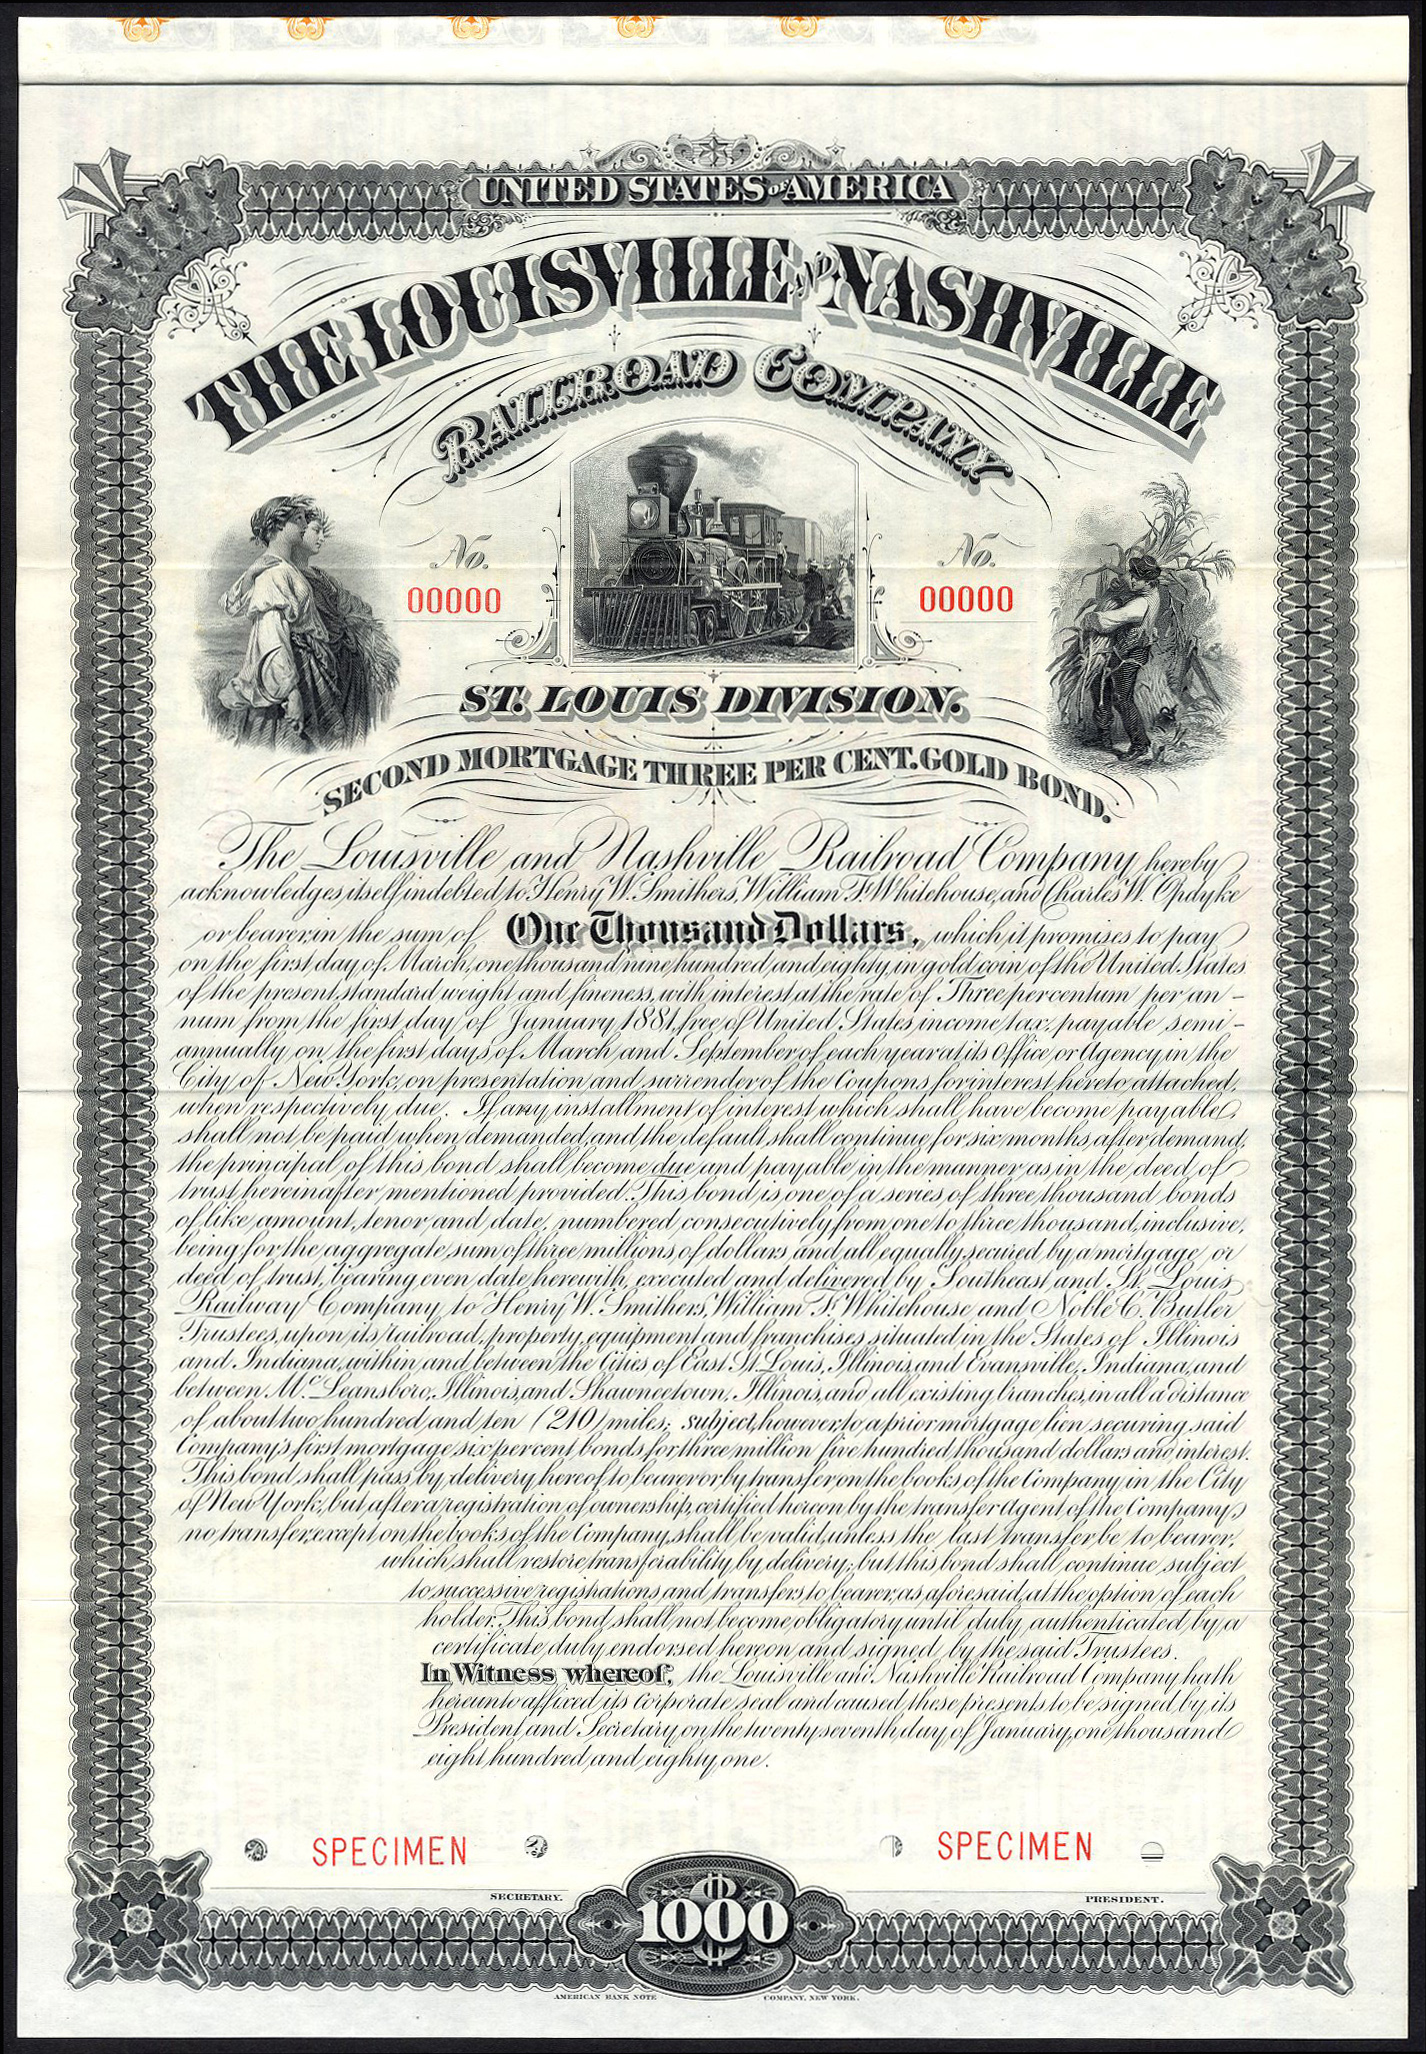 UNITED STATES OF AMERICA
THE LOUISVILLE AND NASHVILLE
RAILROAD COMPANY
No. No.
00000 00000
ST. LOUIS DIVISION.
SECOND MORTGAGE THREE PER CENT. GOLD BOND.
The Louisville and Nashville Railroad Company hereby
acknowledges itself indebted to Henry W. Smithers, William F. Whitehouse, and Charles W. Opdyke
or bearer, in the sum of One Thousand Dollars, which it promises to pay
on the first day of March, one thousand nine hundred and eighty, in gold coin of the United States
of the present standard weight and fineness, with interest at the rate of Three per centum per an-
num from the first day of January 1881, free of United States income tax, payable semi-
annually on the first days of March and September of each year at its Office or Agency in the
City of New York, on presentation and surrender of the Coupons for interest hereto attached,
when respectively due. If any installment of interest which shall have become payable,
shall not be paid when demanded, and the default shall continue for six months, after demand,
the principal of this bond shall become due and payable in the manner as in the deed of
trust hereinafter mentioned provided. This bond is one of a series of three thousand bonds
of like amount, tenor and date, numbered consecutively from one to three thousand, inclusive,
being for the aggregate sum of three millions of dollars, and all equally secured by a mortgage or
deed of trust, bearing even date herewith, executed and delivered by Southeast and St. Louis
Railway Company to Henry W. Smithers, William F. Whitehouse and Noble C. Butler
Trustees, upon its railroad, property, equipment and franchises situated in the States of Illinois
and Indiana, within and between the Cities of East St. Louis, Illinois, and Evansville, Indiana, and
between Mc Leansboro, Illinois, and Shawneetown, Illinois, and all existing branches, in all a distance
of about two hundred and ten (210) miles; subject, however, to a prior mortgage lien securing said
Company's first mortgage six per cent. bonds, for three million five hundred thousand dollars and interest.
This bond shall pass by delivery hereof to bearer or by transfer on the books of the Company in the City
of New York, but after a registration of ownership, certified hereon by the transfer Agent of the Company,
no transfer, except on the books of the Company, shall be valid, unless the last transfer be to bearer,
which shall restore transferability by delivery; but this bond shall continue subject
to successive registrations and transfers to bearer, as aforesaid, at the option of each
holder. This bond, shall not become obligatory until duly authenticated by a
certificate, duly endorsed hereon and signed by the said Trustees.
In Witness whereof, the Louisville and Nashville Railroad Company hath
hereunto affixed its corporate seal and caused these presents to be signed by its
President and Secretary, on the twenty seventh day of January, one thousand
eight hundred and eighty one.
SPECIMEN SPECIMEN
SECRETARY. PRESIDENT.
$1000
AMERICAN BANK NOTE COMPANY, NEW YORK.